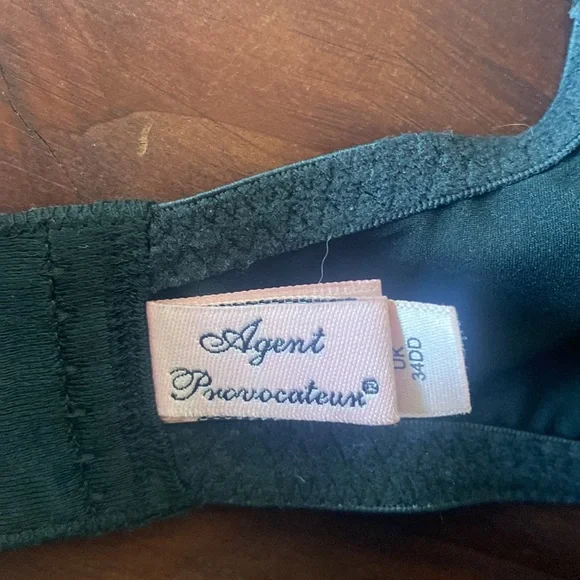 Agent
Provocateur®
UK
34DD